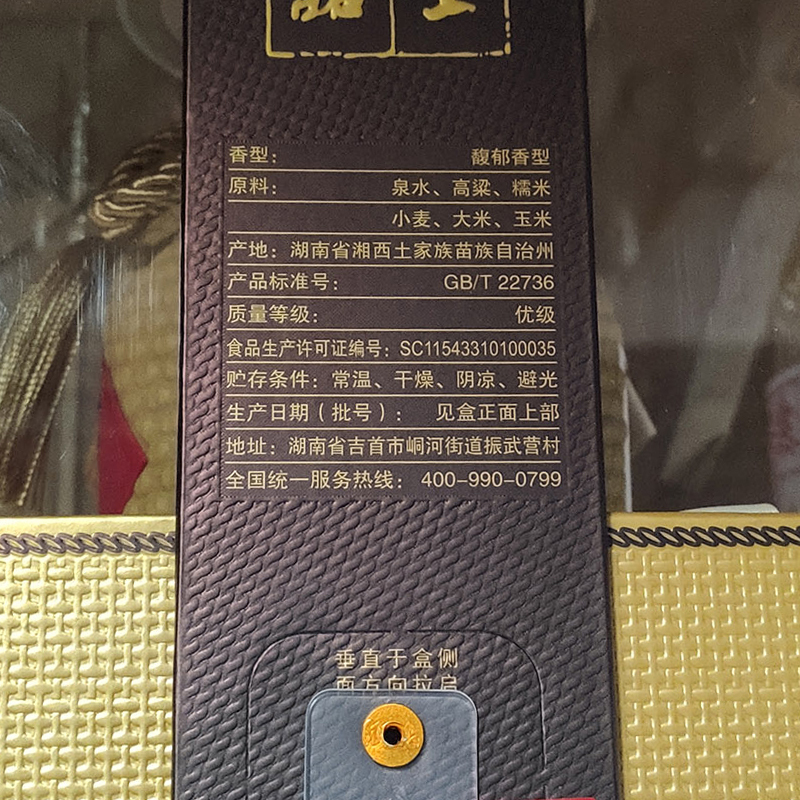 香型： 馥郁香型
原料： 泉水、高粱、糯米
小麦、大米、玉米
产地：湖南省湘西土家族苗族自治州
产品标准号： GB/T 22736
质量等级： 优级
食品生产许可证编号：SC11543310100035
贮存条件：常温、干燥、阴凉、避光
生产日期（批号）： 见盒正面上部
地址：湖南省吉首市峒河街道振武营村
全国统一服务热线：400-990-0799
垂直于盒侧
面方向拉启